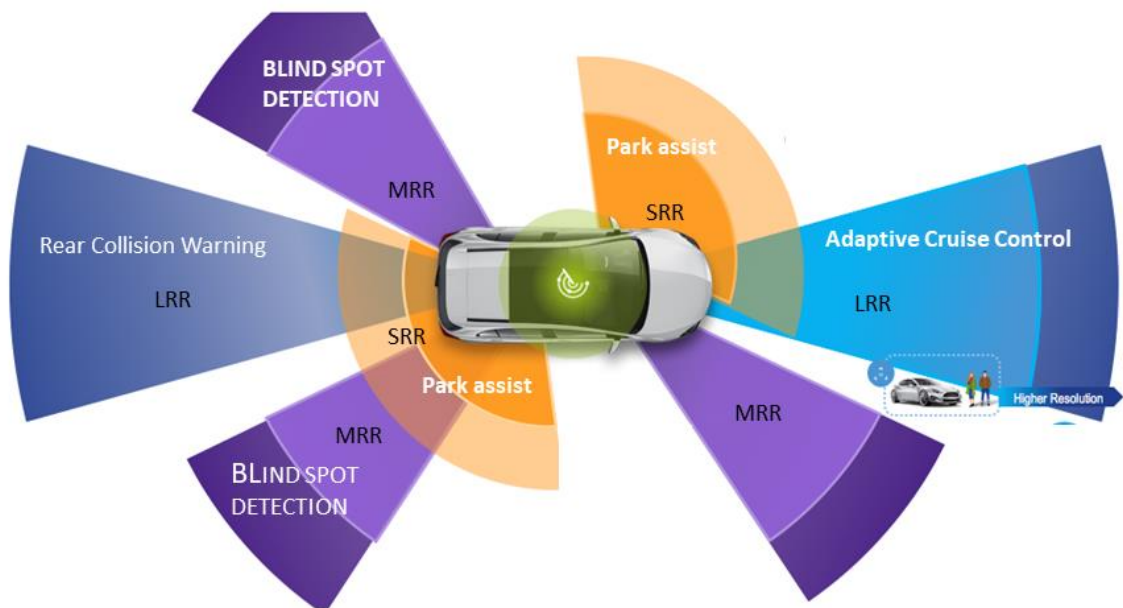 BLIND SPOT
DETECTION
MRR
Park assist
SRR
Rear Collision Warning
LRR
Adaptive Cruise Control
LRR
SRR
Park assist
MRR
BLIND SPOT
DETECTION
MRR
Higher Resolution